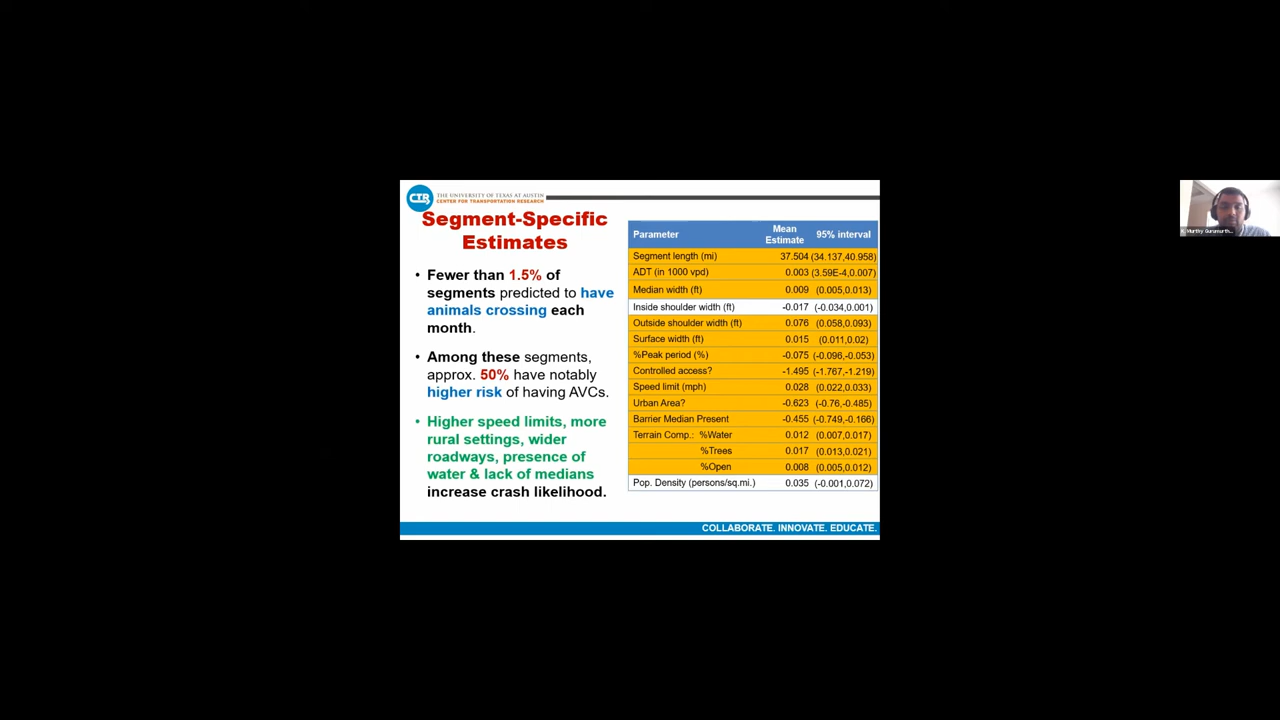 THE UNIVERSITY OF TEXAS AT AUSTIN
CTR CENTER FOR TRANSPORTATION RESEARCH
Segment-Specific
Estimates
• Fewer than 1.5% of
segments predicted to have
animals crossing each
month.
• Among these segments,
approx. 50% have notably
higher risk of having AVCs.
• Higher speed limits, more
rural settings, wider
roadways, presence of
water & lack of medians
increase crash likelihood.
Parameter Mean Estimate 95% interval
Segment length (mi) 37.504 (34.137,40.958)
ADT (in 1000 vpd) 0.003 (3.59E-4,0.007)
Median width (ft) 0.009 (0.005,0.013)
Inside shoulder width (ft) -0.017 (-0.034,0.001)
Outside shoulder width (ft) 0.076 (0.058,0.093)
Surface width (ft) 0.015 (0.011,0.02)
%Peak period (%) -0.075 (-0.096,-0.053)
Controlled access? -1.495 (-1.767,-1.219)
Speed limit (mph) 0.028 (0.022,0.033)
Urban Area? -0.623 (-0.76,-0.485)
Barrier Median Present -0.455 (-0.749,-0.166)
Terrain Comp.: %Water 0.012 (0.007,0.017)
%Trees 0.017 (0.013,0.021)
%Open 0.008 (0.005,0.012)
Pop. Density (persons/sq.mi.) 0.035 (-0.001,0.072)
COLLABORATE. INNOVATE. EDUCATE.